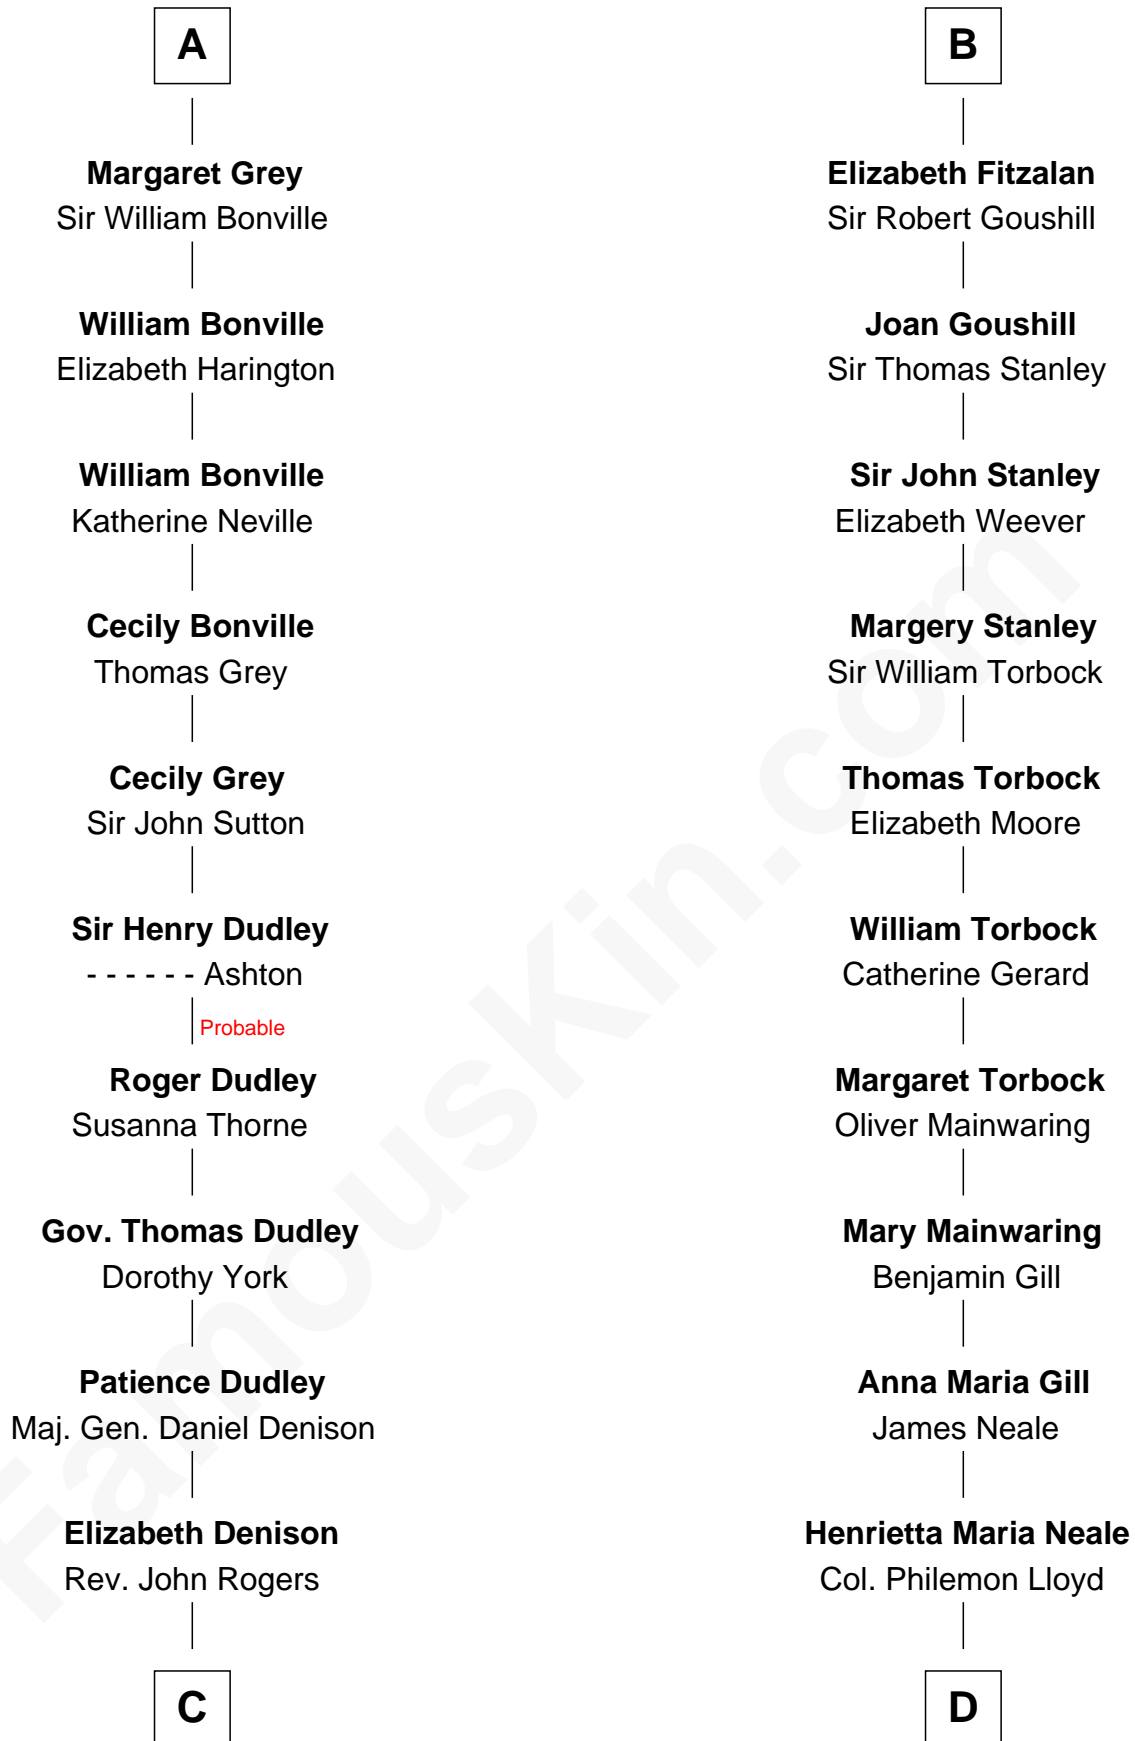 A
Margaret Grey
Sir William Bonville
William Bonville
Elizabeth Harington
William Bonville
Katherine Neville
Cecily Bonville
Thomas Grey
Cecily Grey
Sir John Sutton
Sir Henry Dudley
- - - - - - Ashton
Probable
Roger Dudley
Susanna Thorne
Gov. Thomas Dudley
Dorothy York
Patience Dudley
Maj. Gen. Daniel Denison
Elizabeth Denison
Rev. John Rogers
C
B
Elizabeth Fitzalan
Sir Robert Goushill
Joan Goushill
Sir Thomas Stanley
Sir John Stanley
Elizabeth Weever
Margery Stanley
Sir William Torbock
Thomas Torbock
Elizabeth Moore
William Torbock
Catherine Gerard
Margaret Torbock
Oliver Mainwaring
Mary Mainwaring
Benjamin Gill
Anna Maria Gill
James Neale
Henrietta Maria Neale
Col. Philemon Lloyd
D
FamousKin.com